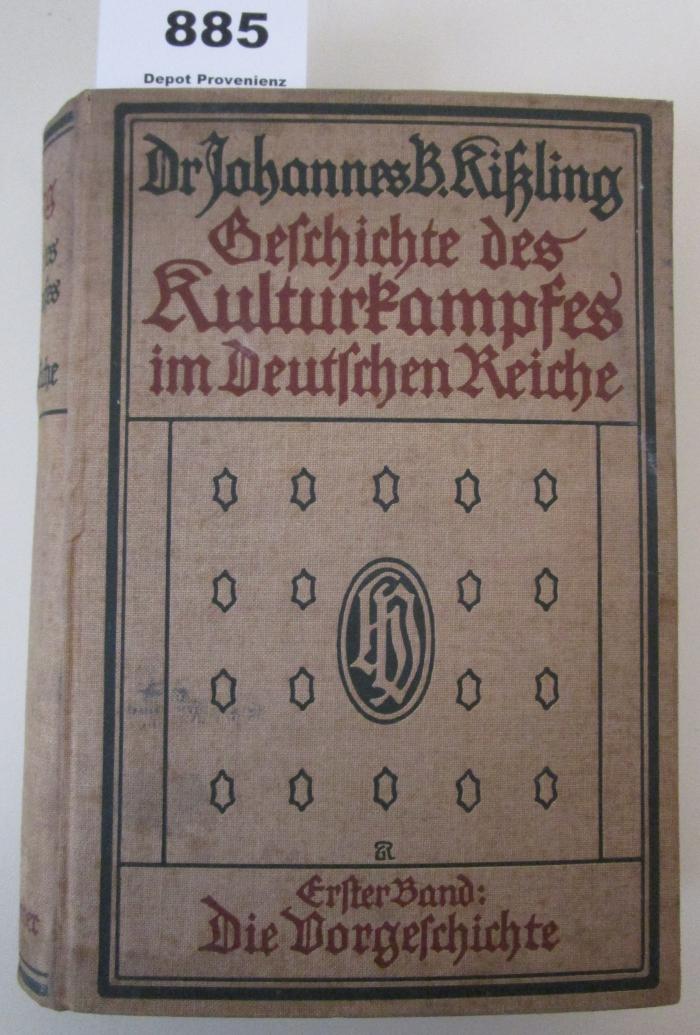 885
Depot Provenienz
Dr Johannes B. Kißling
Geschichte des
Kulturkampfes
im Deutschen Reiche
Erster Band:
Die Vorgeschichte